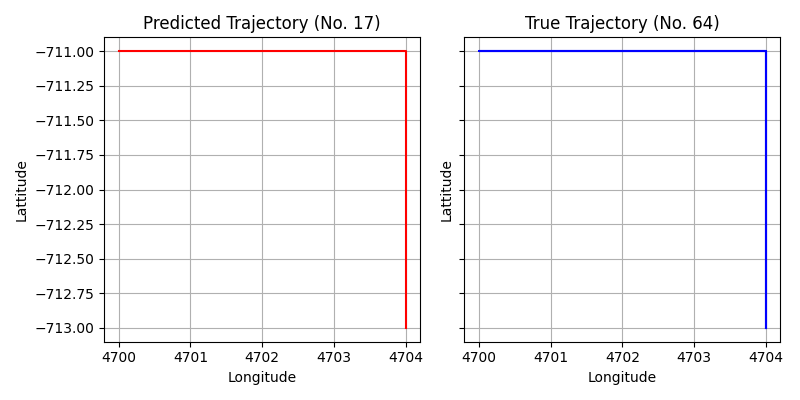 Predicted Trajectory (No. 17)
True Trajectory (No. 64)
−711.00
−711.25
−711.50
−711.75
−712.00
−712.25
−712.50
−712.75
−713.00
Lattitude
Lattitude
4700 4701 4702 4703 4704
4700 4701 4702 4703 4704
Longitude
Longitude